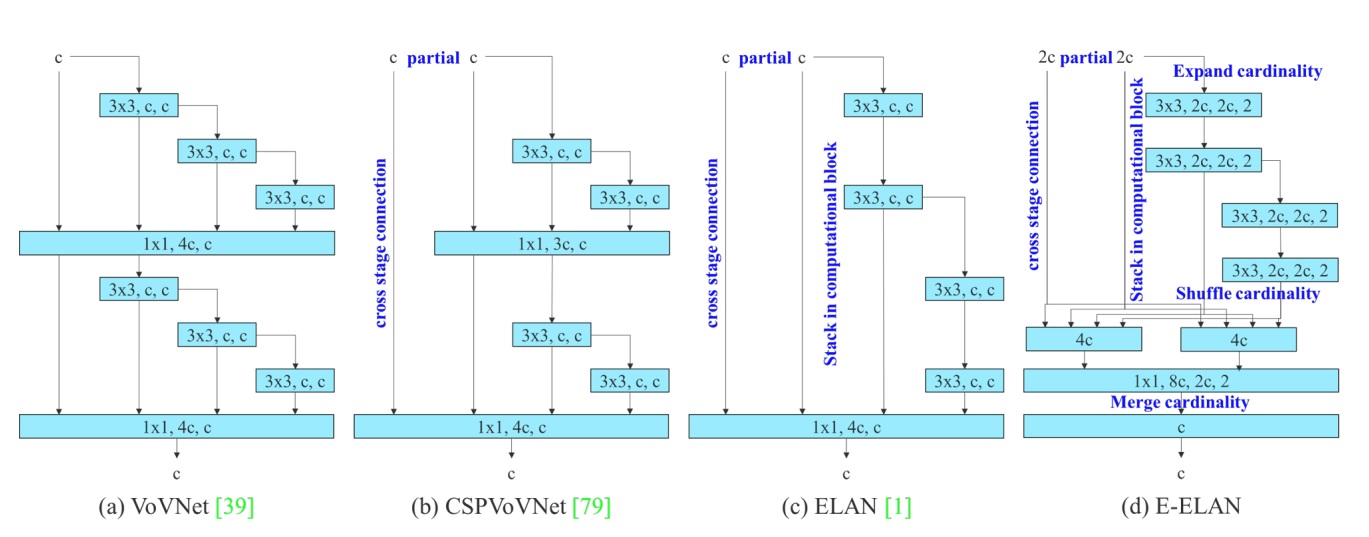 c
3x3, c, c
3x3, c, c
3x3, c, c
1x1, 4c, c
3x3, c, c
3x3, c, c
3x3, c, c
1x1, 4c, c
c
(a) VoVNet [39]
c partial c
cross stage connection
3x3, c, c
3x3, c, c
1x1, 3c, c
3x3, c, c
3x3, c, c
1x1, 4c, c
c
(b) CSPVoVNet [79]
c partial c
cross stage connection
Stack in computational block
3x3, c, c
3x3, c, c
3x3, c, c
3x3, c, c
1x1, 4c, c
c
(c) ELAN [1]
2c partial 2c
Expand cardinality
cross stage connection
Stack in computational block
3x3, 2c, 2c, 2
3x3, 2c, 2c, 2
3x3, 2c, 2c, 2
3x3, 2c, 2c, 2
Shuffle cardinality
4c 4c
1x1, 8c, 2c, 2
Merge cardinality
c
c
(d) E-ELAN